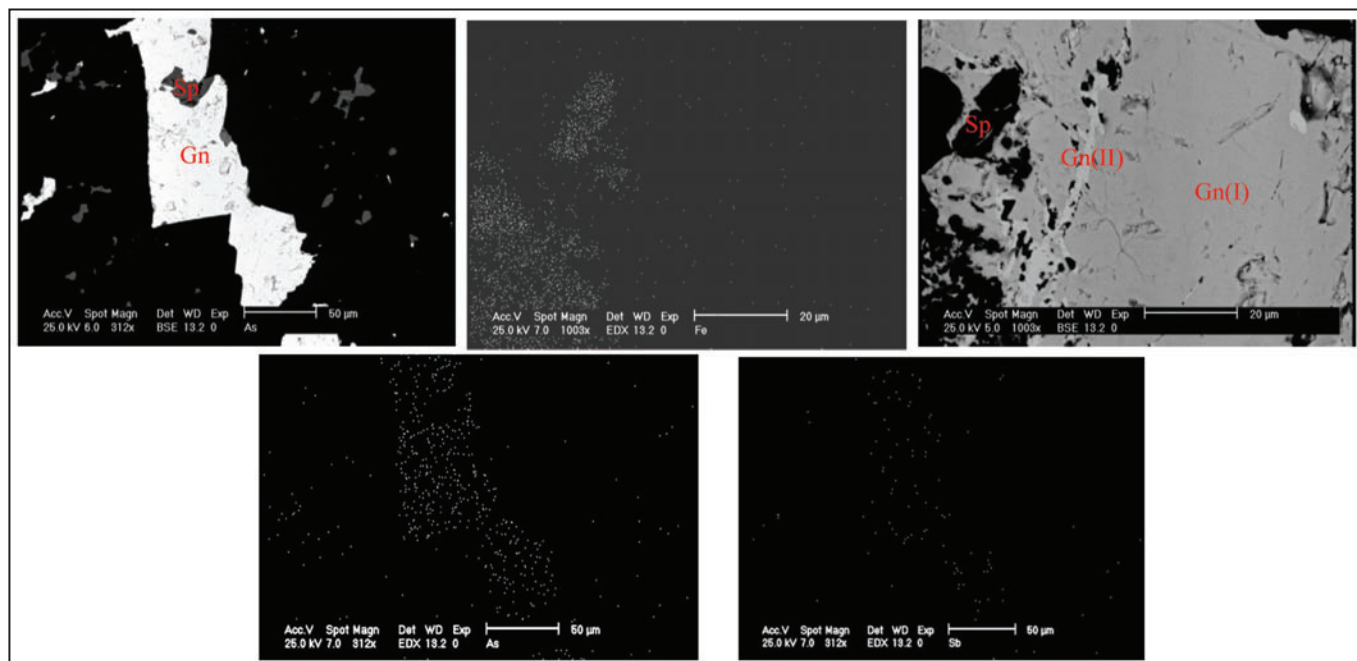 Sp
Gn
Acc.V Spot Magn Det WD Exp 50 µm
25.0 kV 6.0 312x BSE 13.2 0 As
Acc.V Spot Magn Det WD Exp 20 µm
25.0 kV 7.0 1003x EDX 13.2 0 Fe
Sp
Gn(II)
Gn(I)
Acc.V Spot Magn Det WD Exp 20 µm
25.0 kV 5.0 1003x BSE 13.2 0
Acc.V Spot Magn Det WD Exp 50 µm
25.0 kV 7.0 312x EDX 13.2 0 As
Acc.V Spot Magn Det WD Exp 50 µm
25.0 kV 7.0 312x EDX 13.2 0 Sb